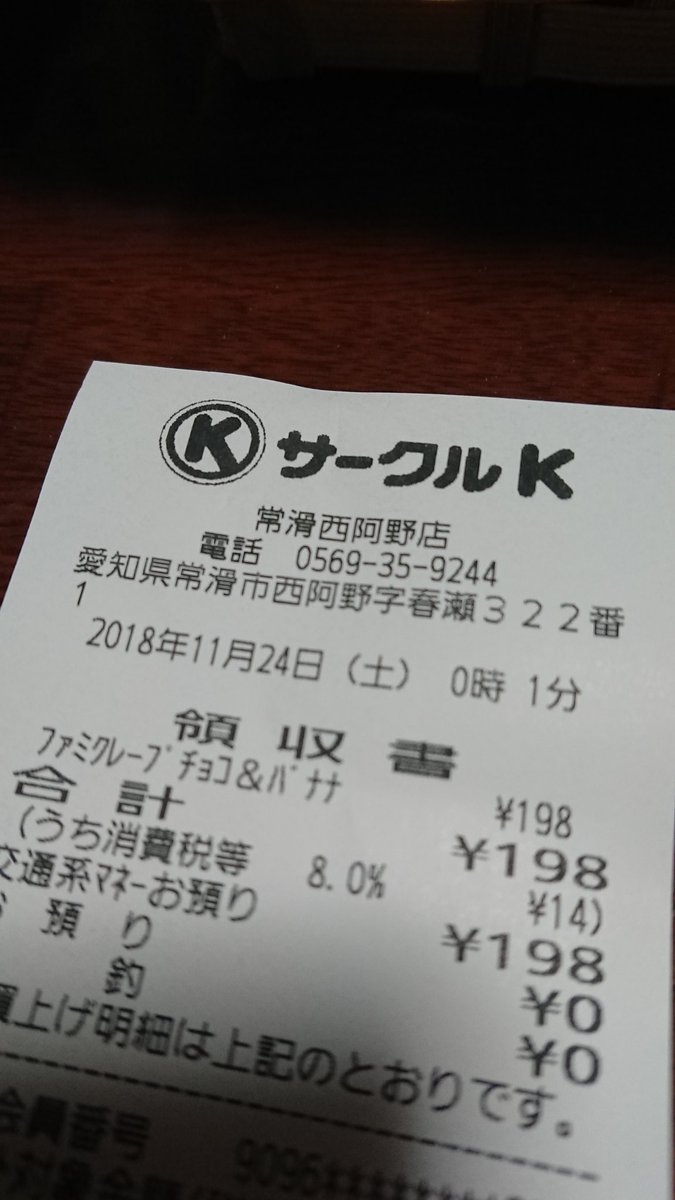 K サークルK
常滑西阿野店
電話 0569-35-9244
愛知県常滑市西阿野字春瀬322番
1
2018年11月24日(土) 0時 1分
領収書
ファミクレープチョコ&バナナ ¥198
合計 ¥198
(うち消費税等 8.0% ¥14)
交通系マネーお預り ¥198
お預り ¥0
釣 ¥0
買上げ明細は上記のとおりです。
会員番号 9096********